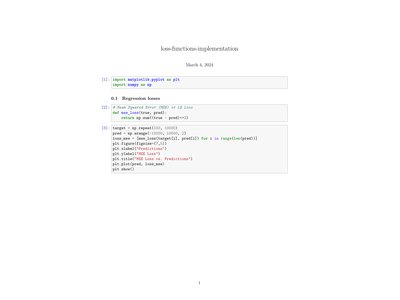 loss-functions-implementation
March 4, 2024
[1]: import matplotlib.pyplot as plt
import numpy as np
0.1 Regression losses
[2]: # Mean Squared Error (MSE) or L2 Loss
def mse_loss(true, pred):
return np.sum((true - pred)**2)
[3]: target = np.repeat(100, 10000)
pred = np.arange(-10000, 10000, 2)
loss_mse = [mse_loss(target[i], pred[i]) for i in range(len(pred))]
plt.figure(figsize=(7,5))
plt.xlabel("Predictions")
plt.ylabel("MSE Loss")
plt.title("MSE Loss vs. Predictions")
plt.plot(pred, loss_mse)
plt.show()
1